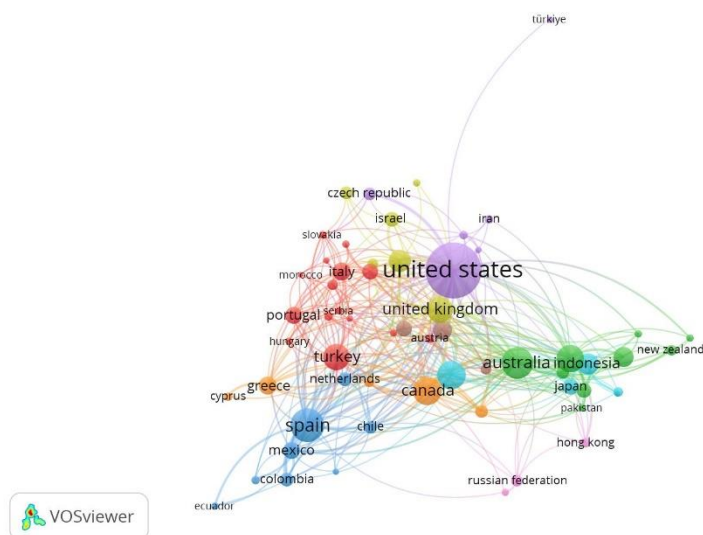 türkiye
czech republic
israel
iran
slovakia
united states
morocco
italy
portugal
serbia
united kingdom
hungary
austria
turkey
australia
indonesia
new zealand
cyprus
greece
netherlands
canada
japan
pakistan
spain
chile
hong kong
mexico
colombia
russian federation
ecuador
VOSviewer